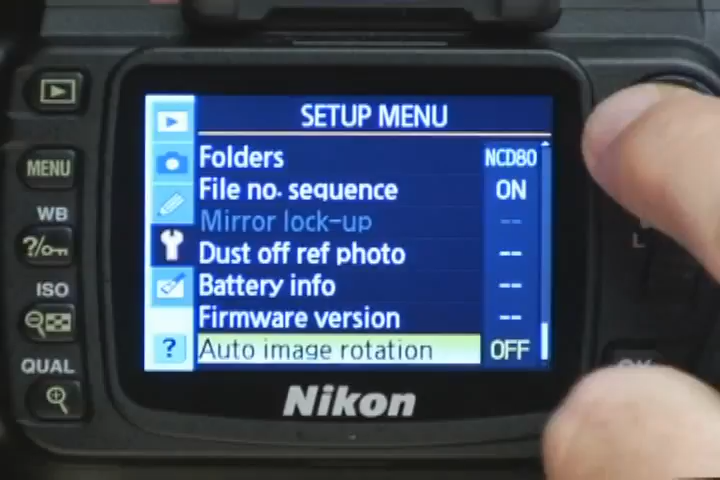 SETUP MENU
Folders NCD80
File no. sequence ON
Mirror lock-up --
Dust off ref photo --
Battery info --
Firmware version --
Auto image rotation OFF
?
MENU
WB
?/
ISO
QUAL
L
OK
Nikon